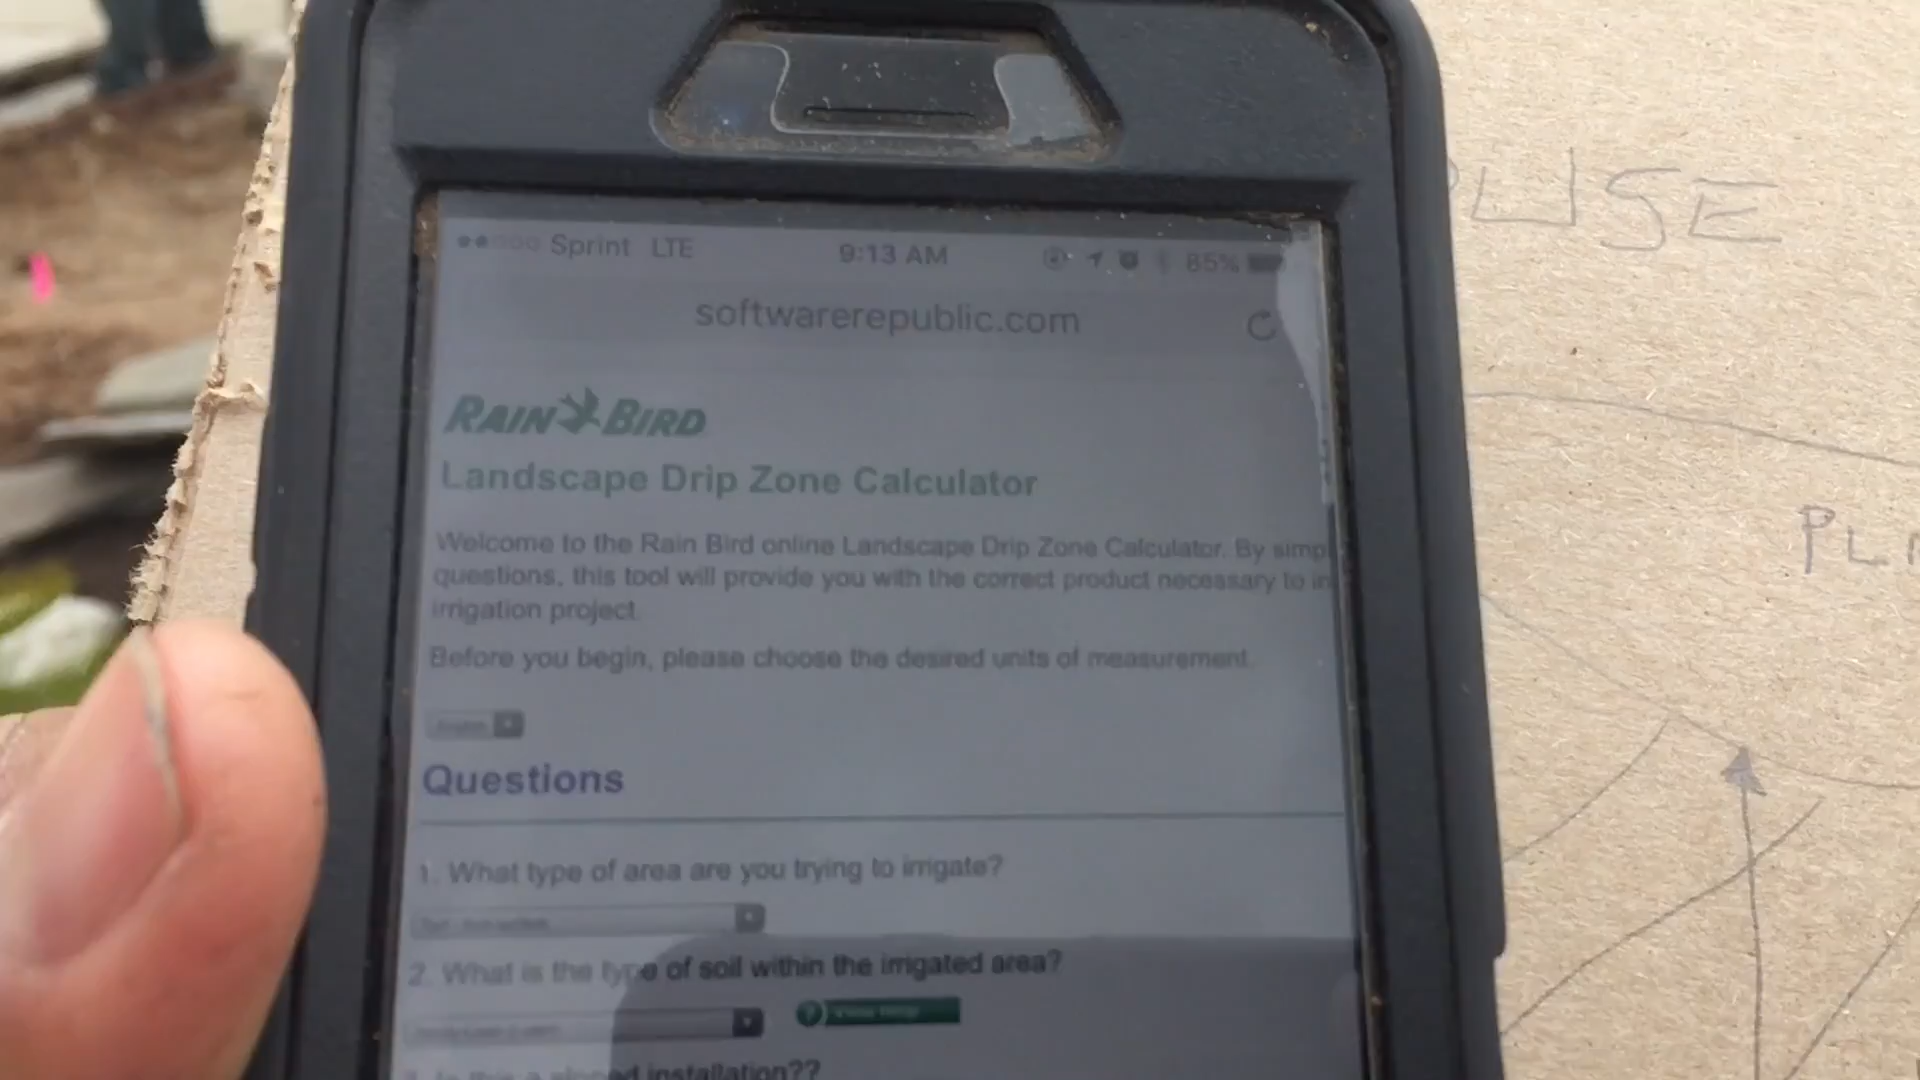 Sprint LTE 9:13 AM 85%
softwarerepublic.com
RAIN BIRD
Landscape Drip Zone Calculator
Welcome to the Rain Bird online Landscape Drip Zone Calculator. By simp
questions, this tool will provide you with the correct product necessary to in
irrigation project.
Before you begin, please choose the desired units of measurement.
Questions
1. What type of area are you trying to irrigate?
2. What is the type of soil within the irrigated area?
3. Is this a sloped installation??
USE
PL